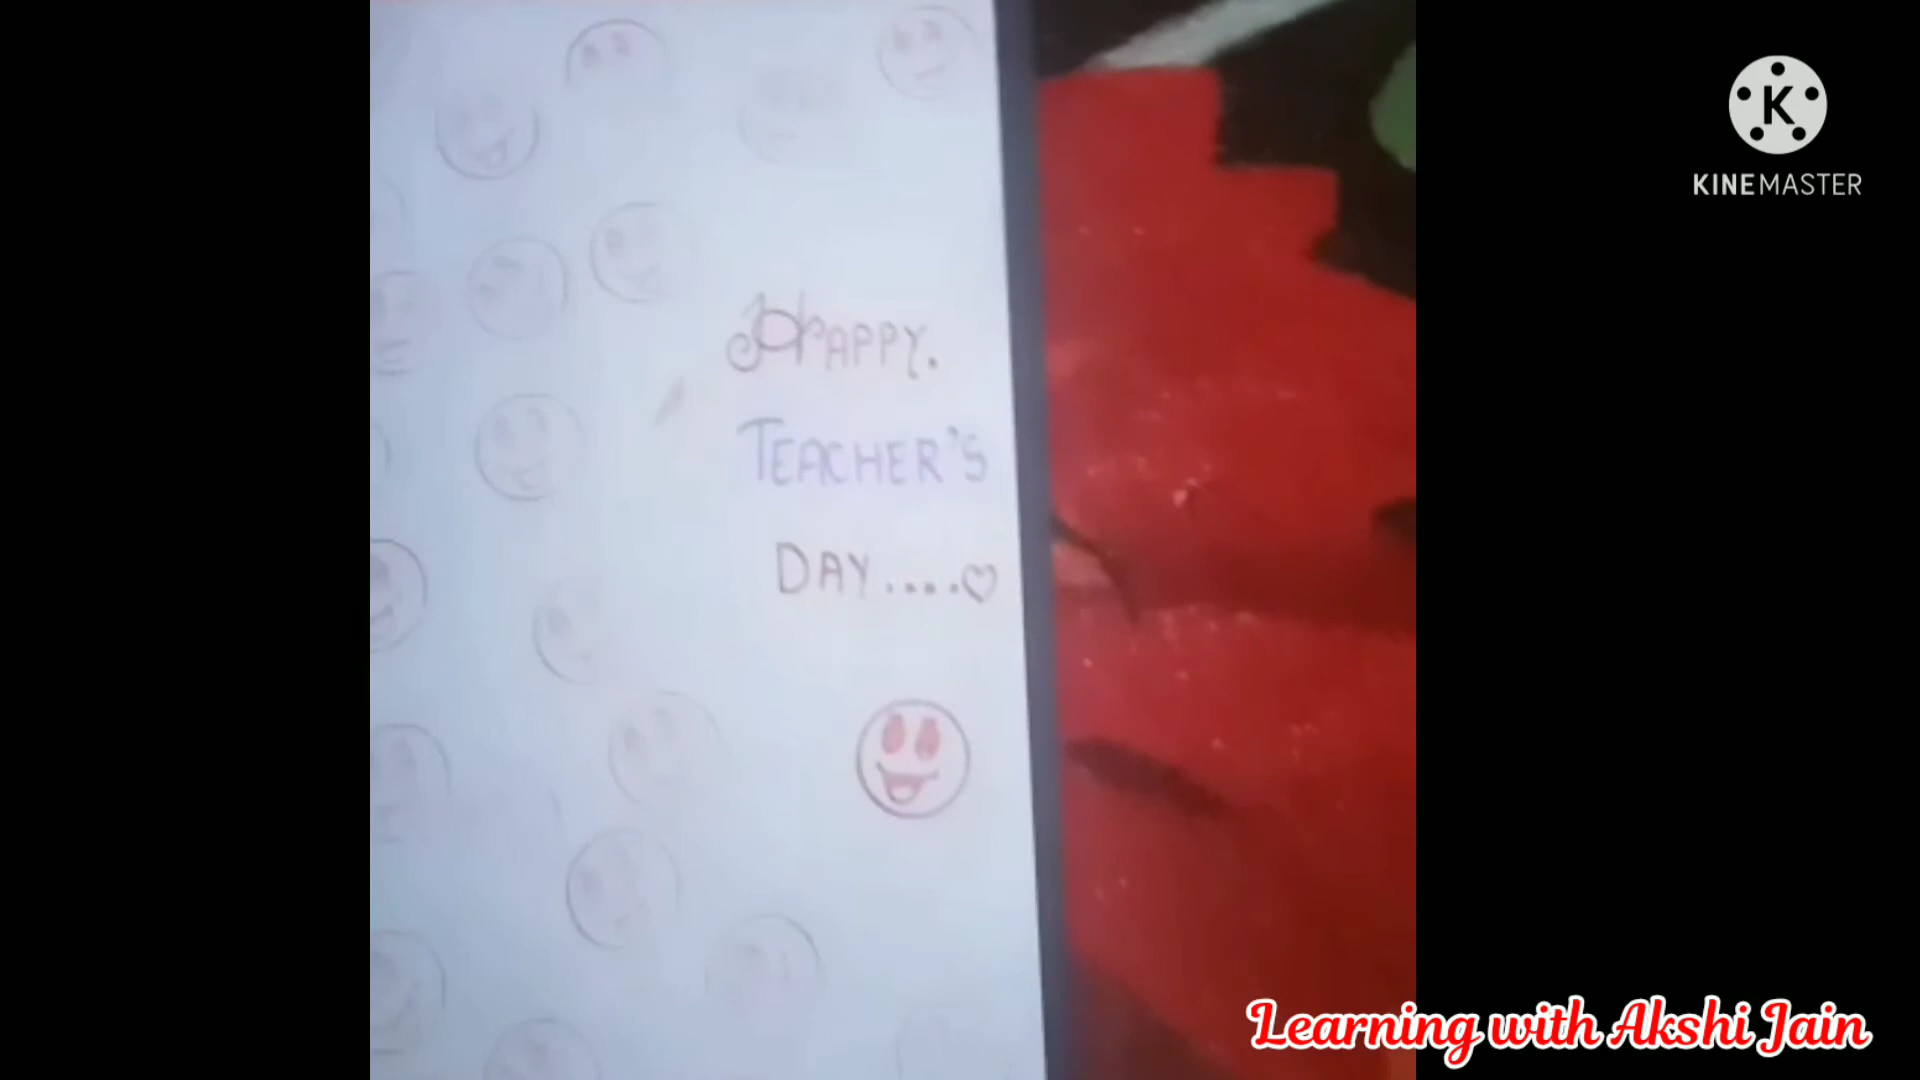 HAPPY.
TEACHER'S
DAY....♡
K
KINEMASTER
Learning with Akshi Jain